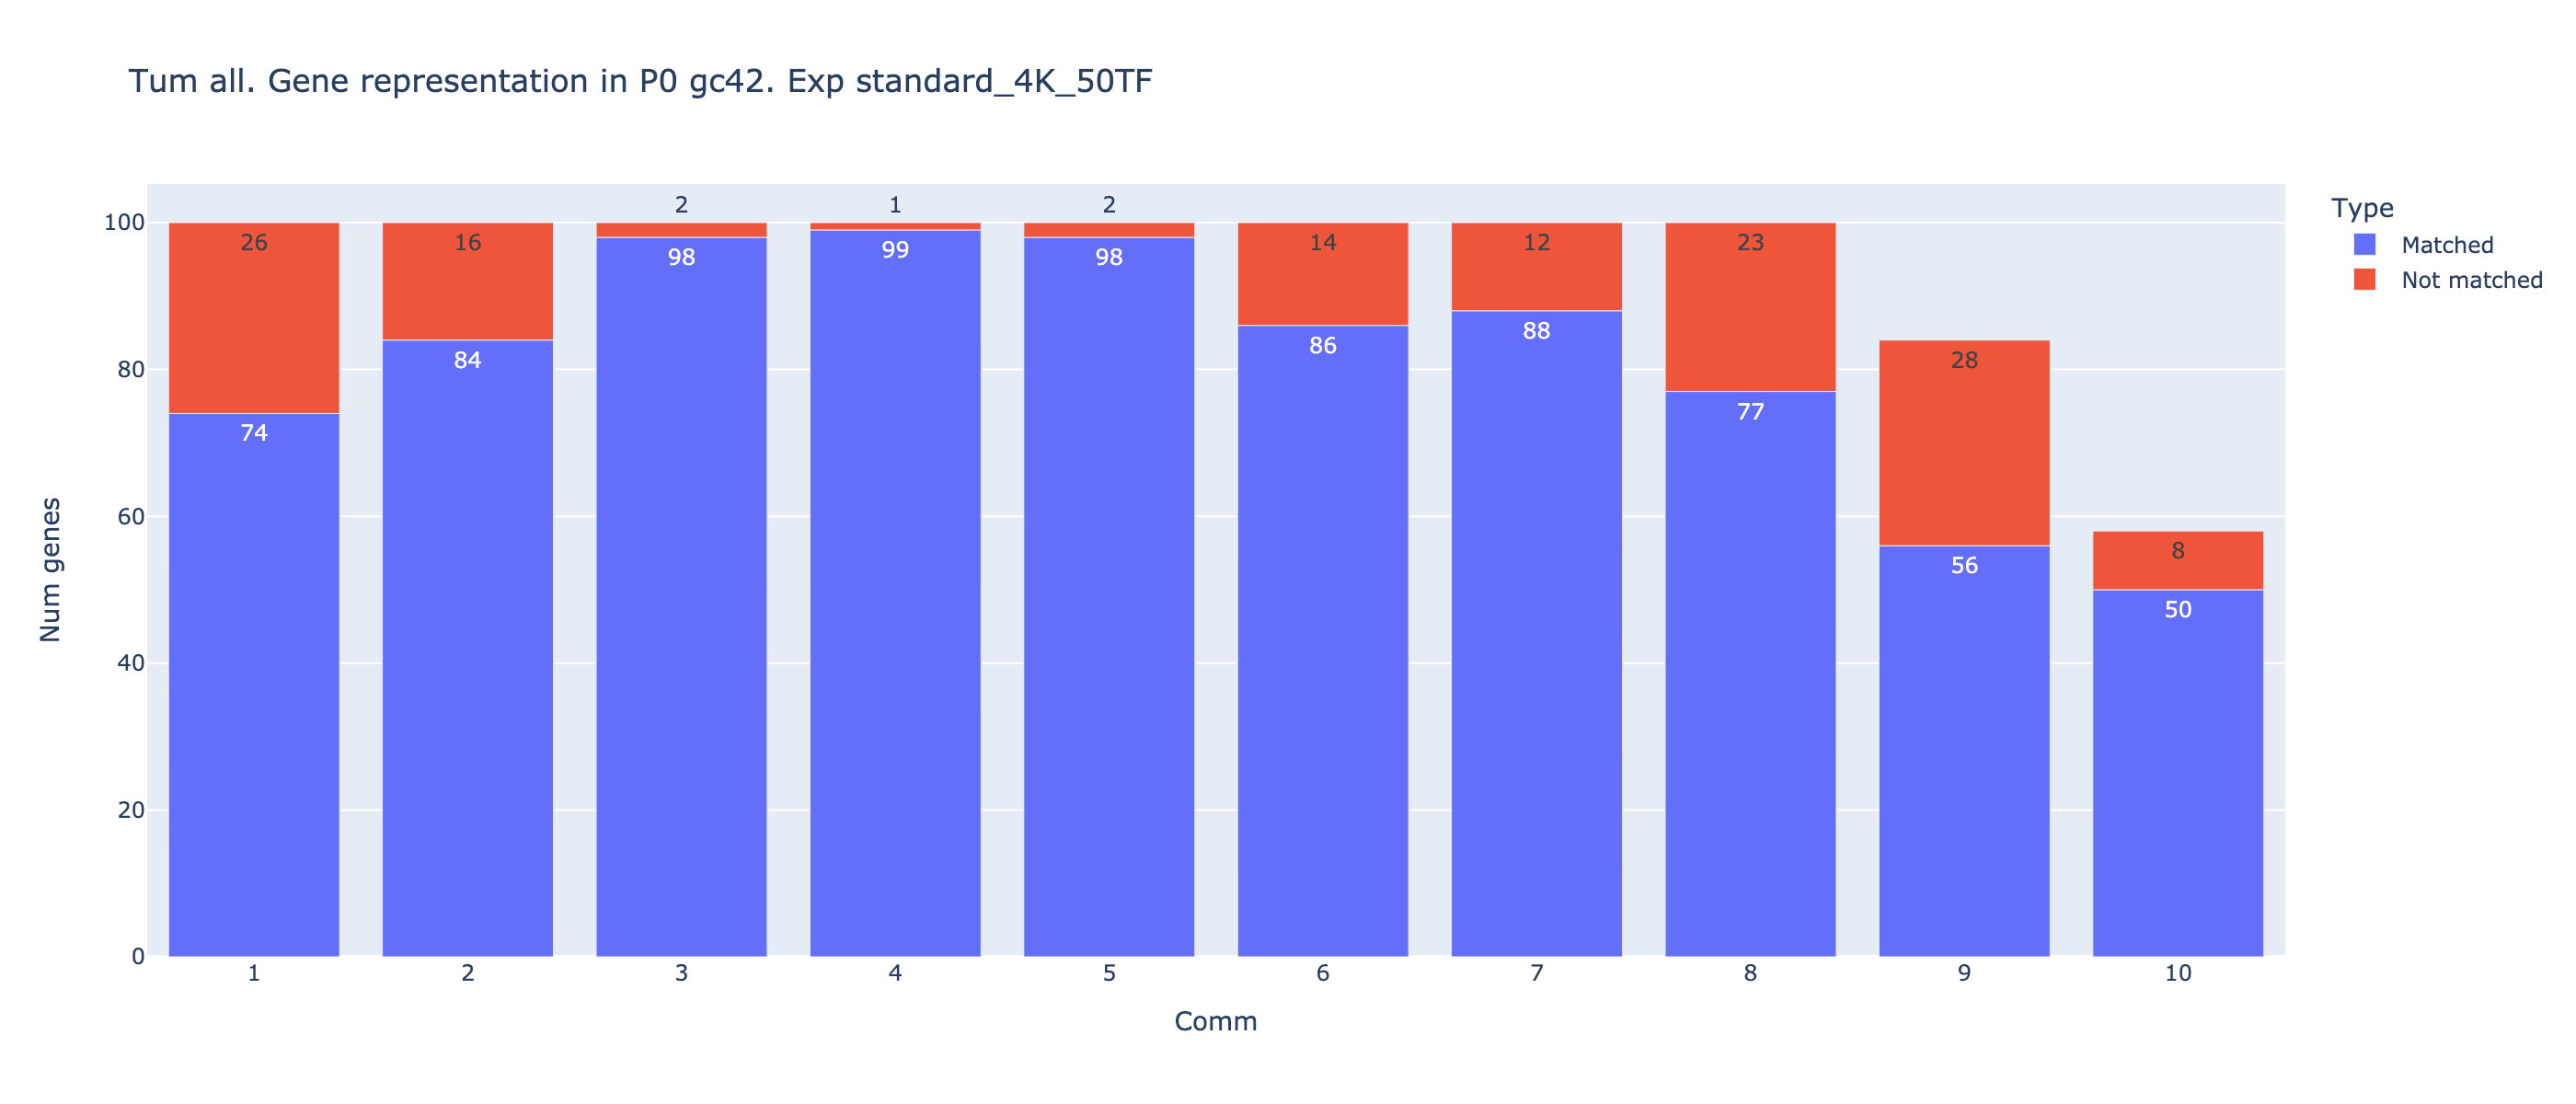 Tum all. Gene representation in P0 gc42. Exp standard_4K_50TF
Type
Matched
Not matched
Num genes
100
80
60
40
20
0
2 1 2
26 16 14 12 23
98 99 98
88
86
84 28
77
74
56 8
50
1 2 3 4 5 6 7 8 9 10
Comm